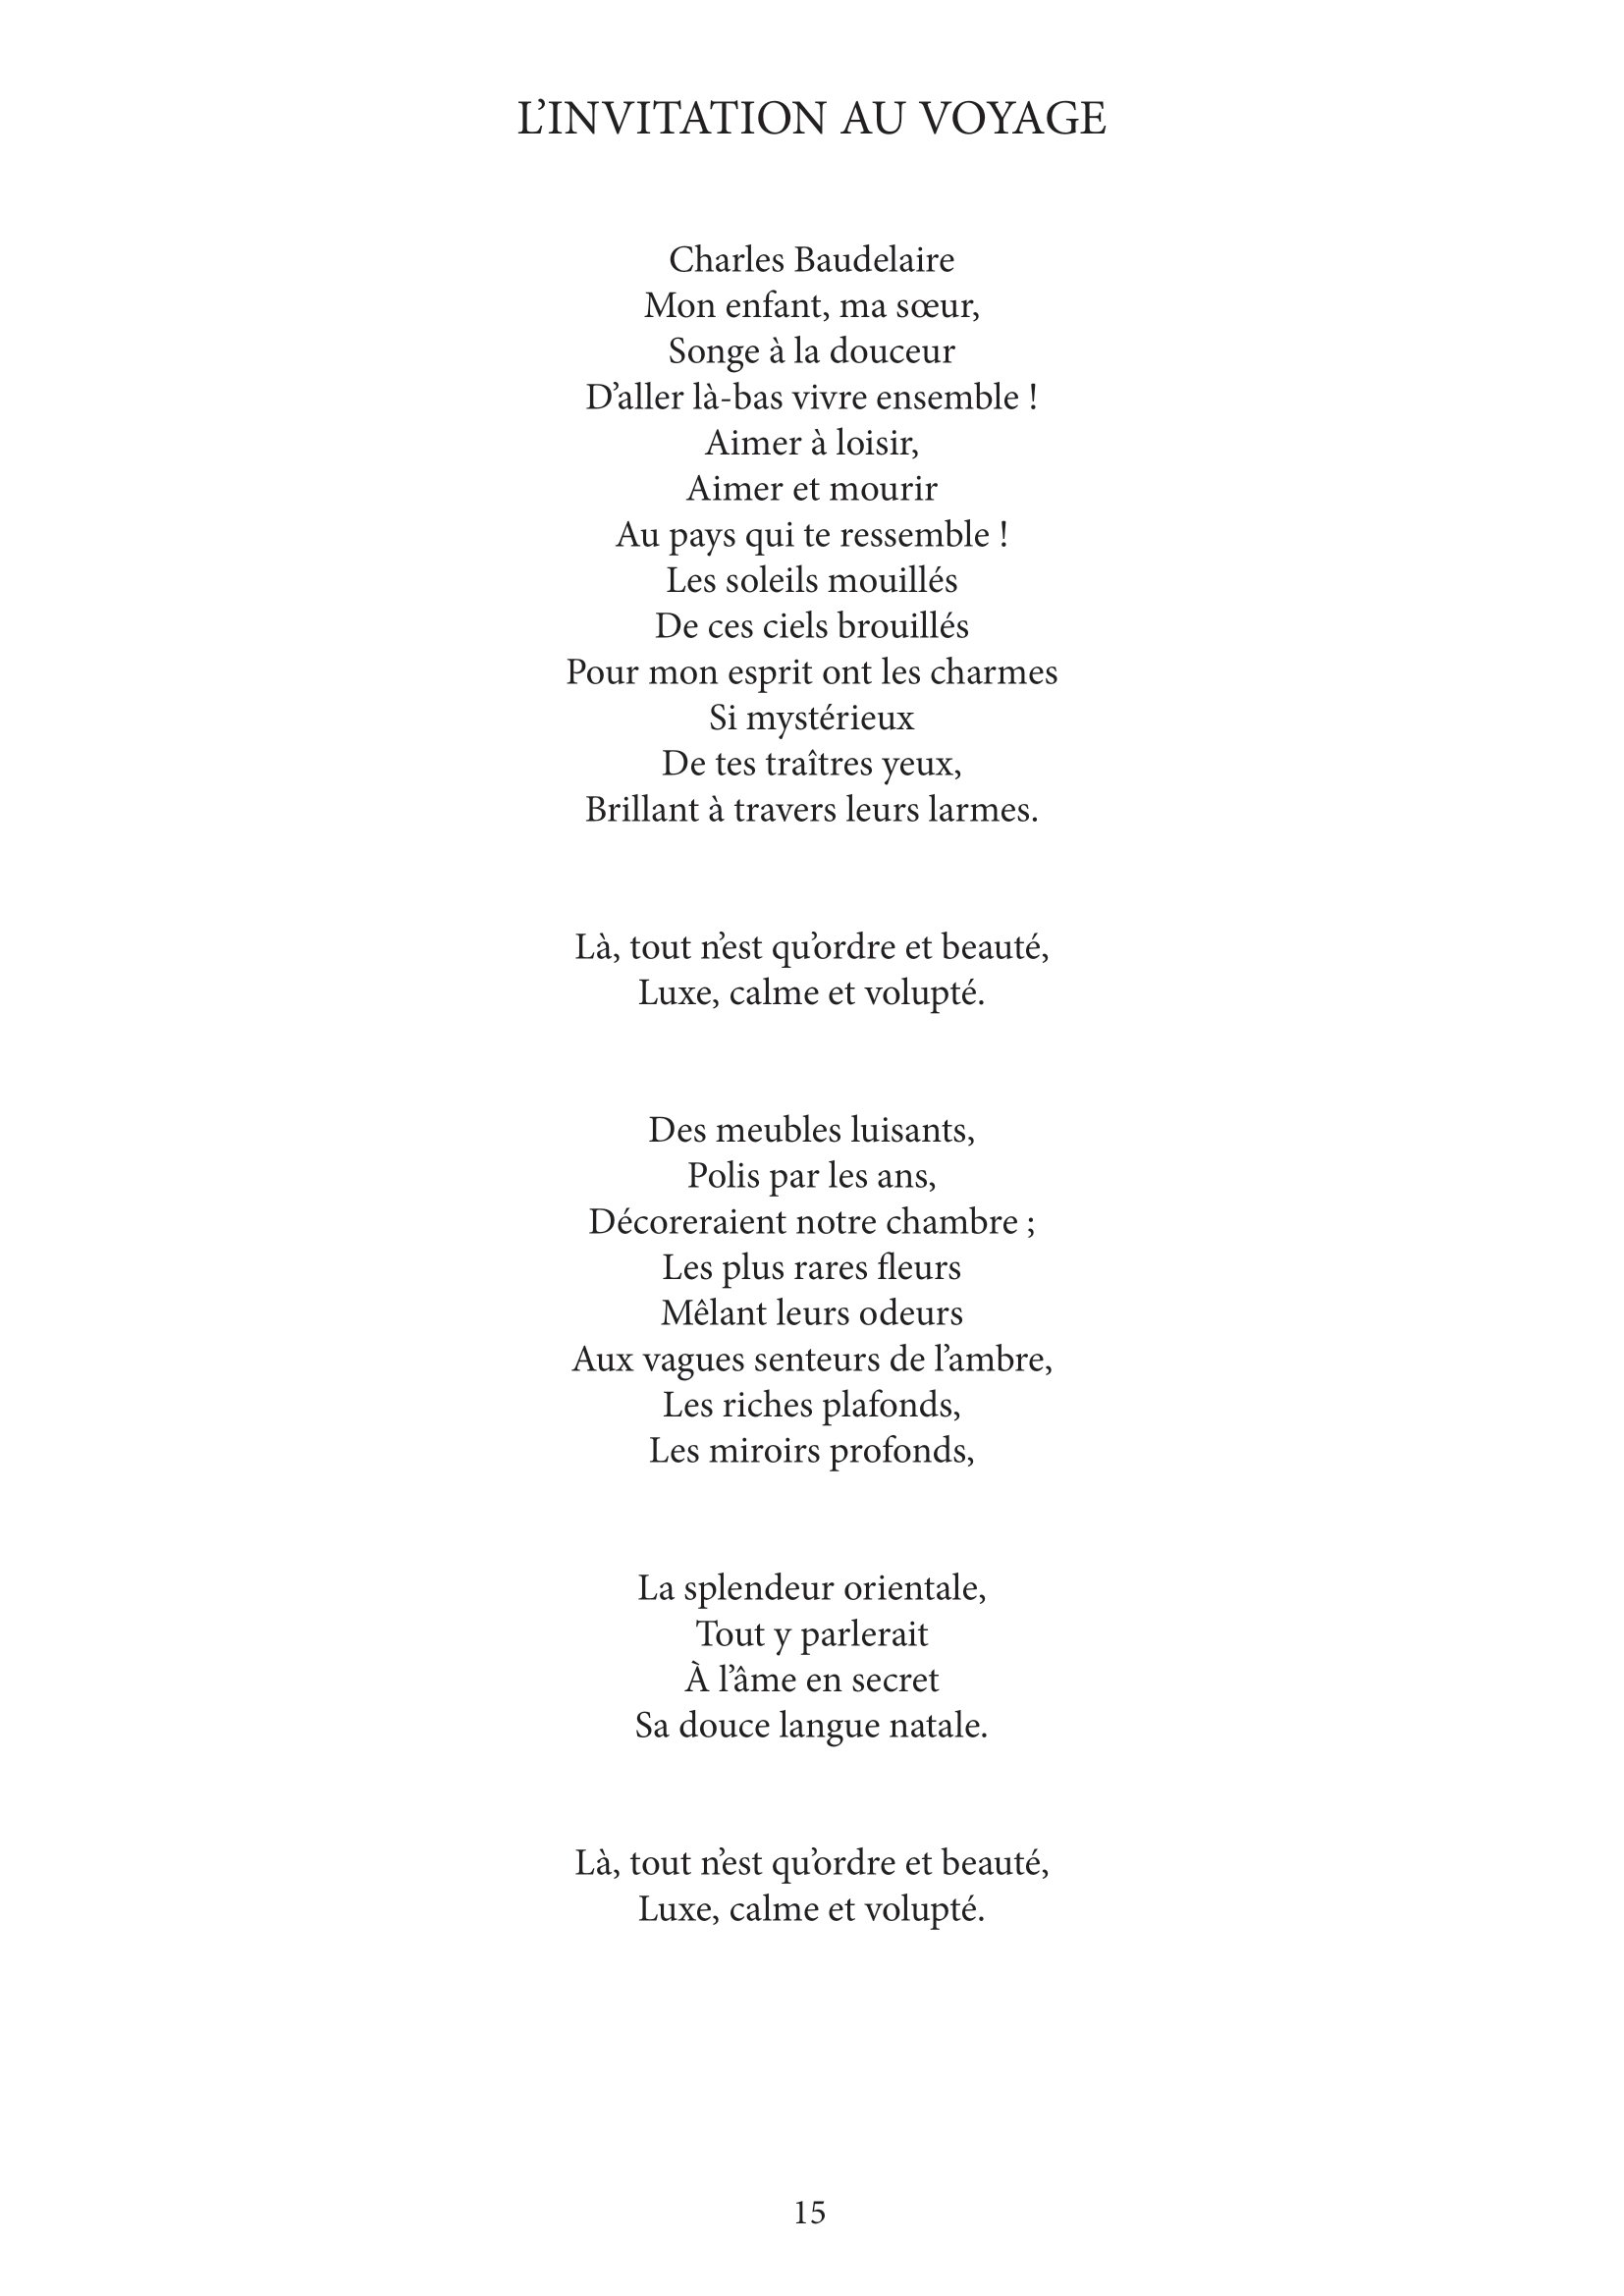 L’INVITATION AU VOYAGE
Charles Baudelaire
Mon enfant, ma sœur,
Songe à la douceur
D’aller là-bas vivre ensemble !
Aimer à loisir,
Aimer et mourir
Au pays qui te ressemble !
Les soleils mouillés
De ces ciels brouillés
Pour mon esprit ont les charmes
Si mystérieux
De tes traîtres yeux,
Brillant à travers leurs larmes.
Là, tout n’est qu’ordre et beauté,
Luxe, calme et volupté.
Des meubles luisants,
Polis par les ans,
Décoreraient notre chambre ;
Les plus rares fleurs
Mêlant leurs odeurs
Aux vagues senteurs de l’ambre,
Les riches plafonds,
Les miroirs profonds,
La splendeur orientale,
Tout y parlerait
À l’âme en secret
Sa douce langue natale.
Là, tout n’est qu’ordre et beauté,
Luxe, calme et volupté.
15